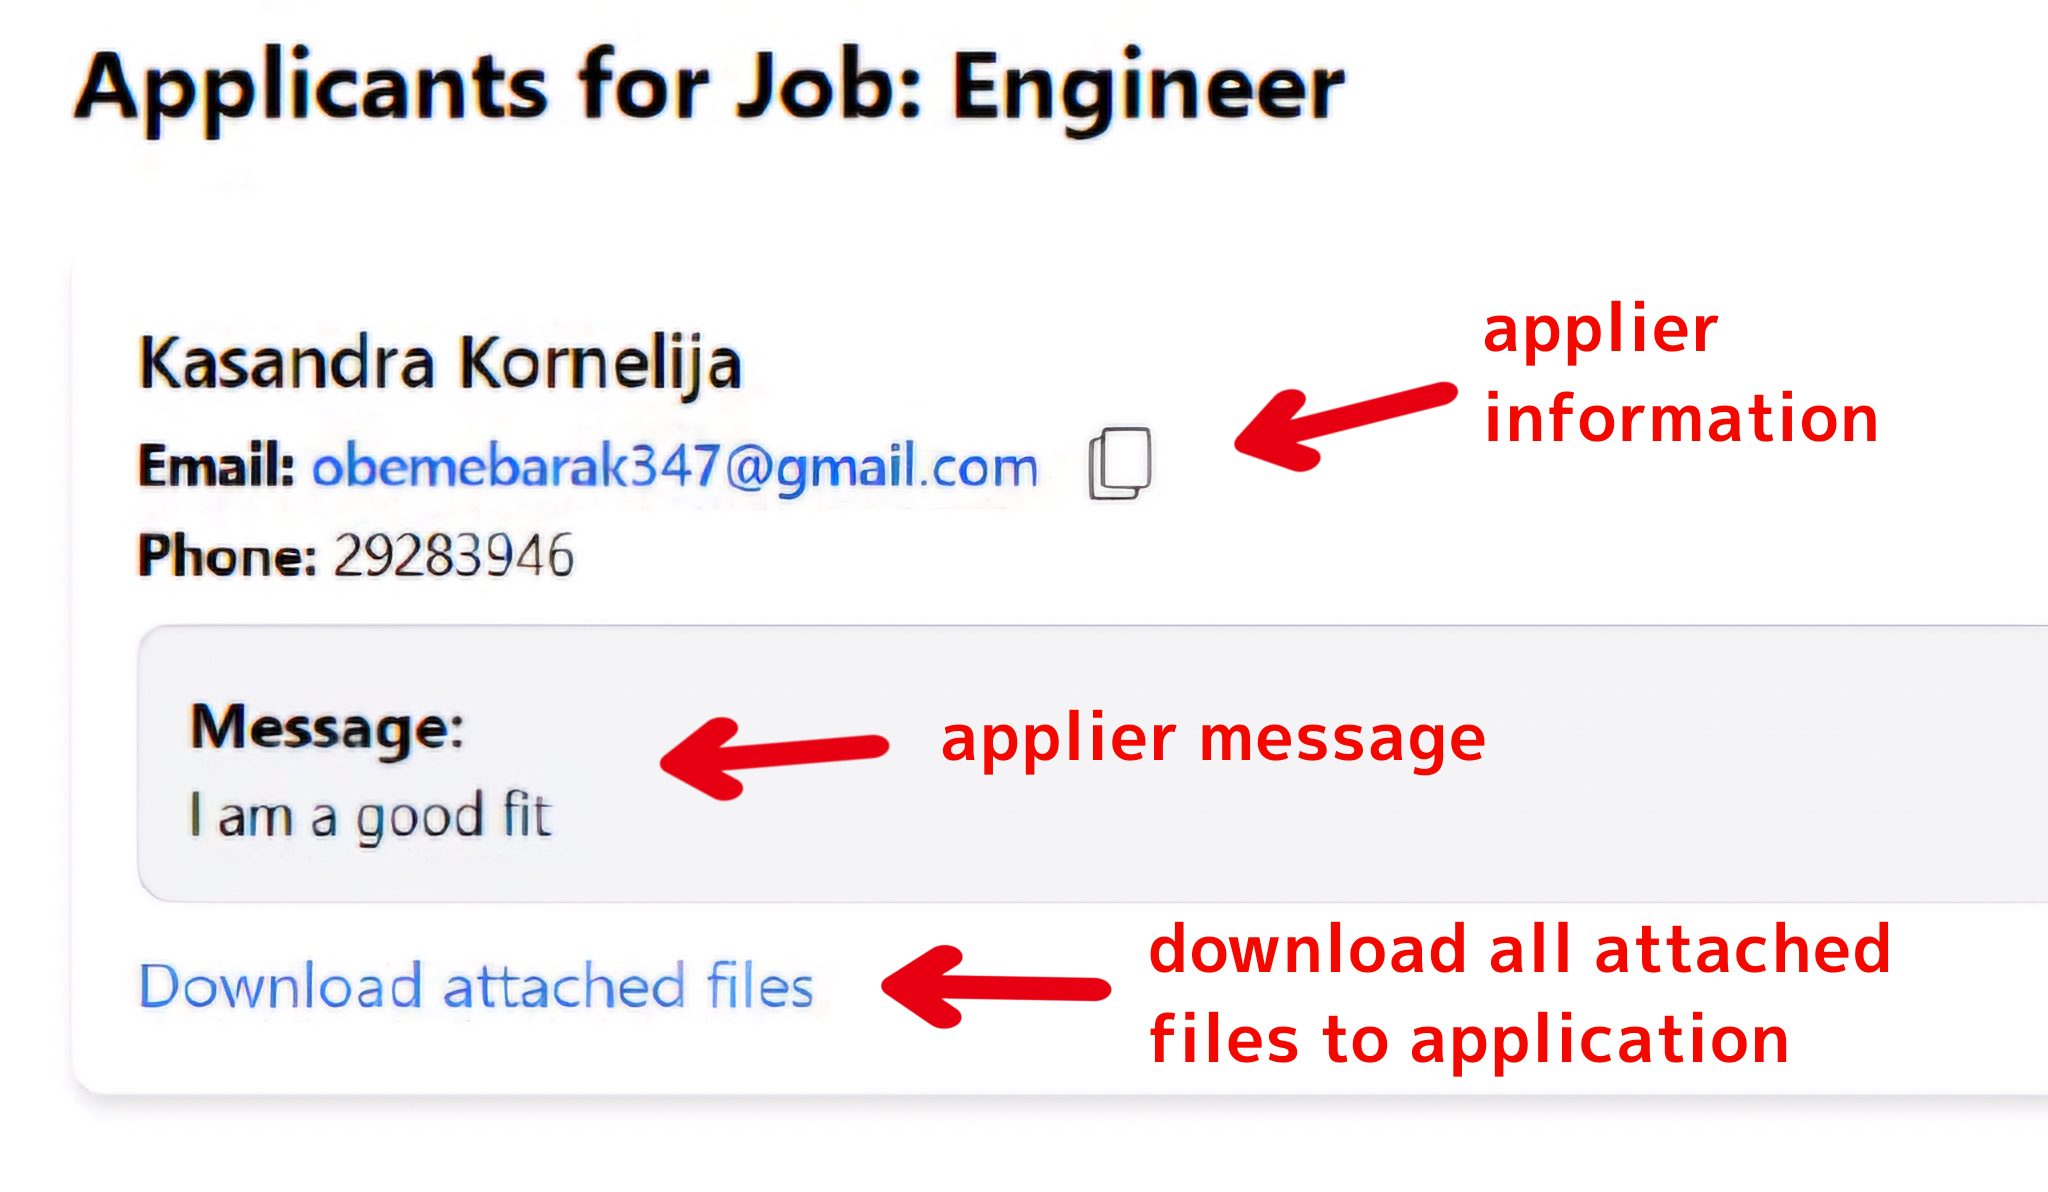 Applicants for Job: Engineer
Kasandra Kornelija
Email: obemebarak347@gmail.com
Phone: 29283946
applier
information
Message:
I am a good fit
applier message
Download attached files
download all attached
files to application